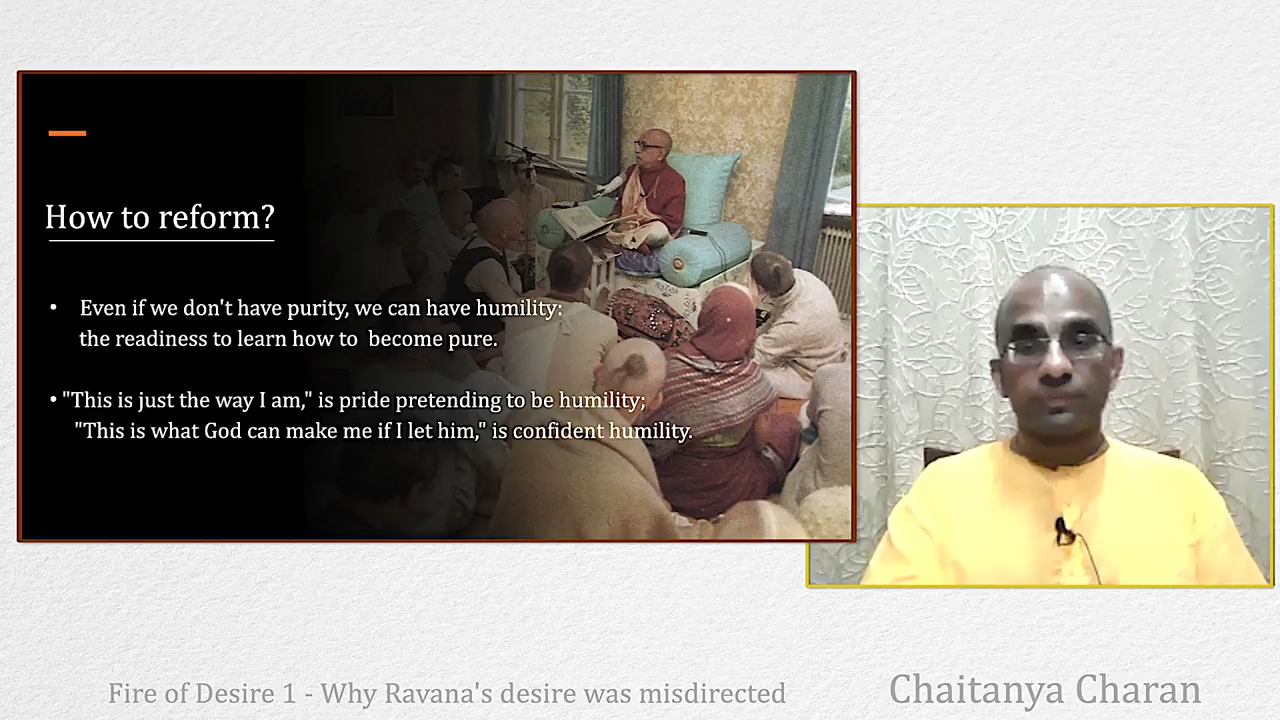 How to reform?
• Even if we don't have purity, we can have humility:
the readiness to learn how to become pure.
• "This is just the way I am," is pride pretending to be humility;
"This is what God can make me if I let him," is confident humility.
Fire of Desire 1 - Why Ravana's desire was misdirected
Chaitanya Charan